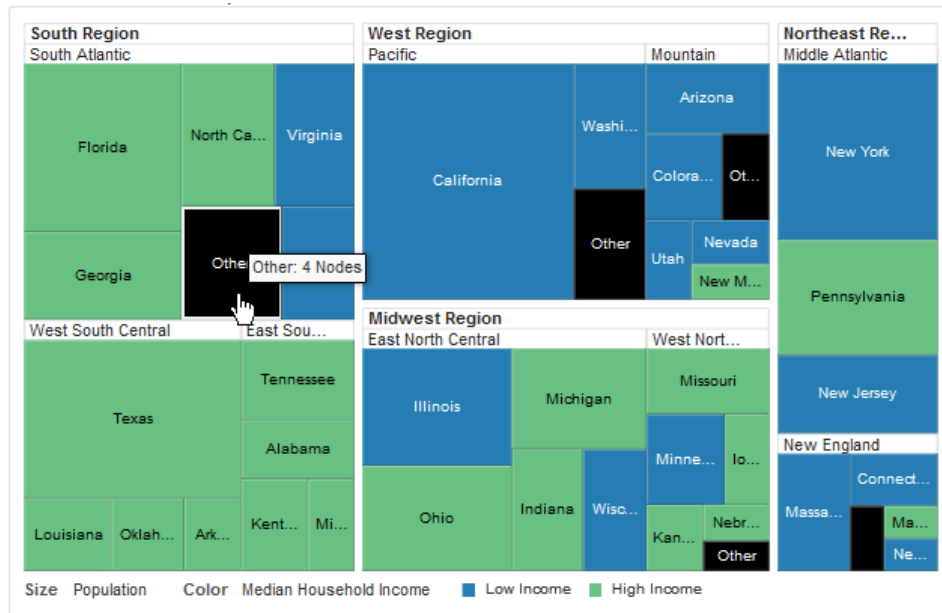 South Region
South Atlantic
Florida
North Ca...
Virginia
Georgia
Othe
Other: 4 Nodes
West South Central
East Sou...
Texas
Tennessee
Alabama
Louisiana
Oklah...
Ark...
Kent...
Mi...
West Region
Pacific
Mountain
California
Washi...
Other
Arizona
Colora...
Ot...
Utah
Nevada
New M...
Midwest Region
East North Central
West Nort...
Illinois
Michigan
Ohio
Indiana
Wisc...
Missouri
Minne...
Io...
Kan...
Nebr...
Other
Northeast Re...
Middle Atlantic
New York
Pennsylvania
New Jersey
New England
Massa...
Connect...
Ma...
Ne...
Size Population Color Median Household Income Low Income High Income